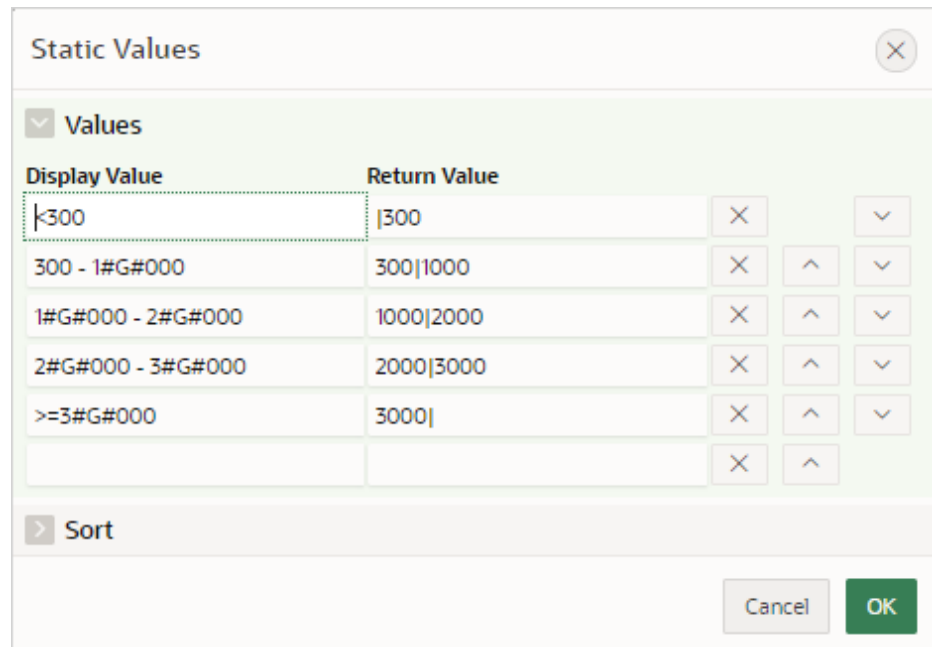 Static Values
Values
Display Value Return Value
<300 |300
300 - 1#G#000 300|1000
1#G#000 - 2#G#000 1000|2000
2#G#000 - 3#G#000 2000|3000
>=3#G#000 3000|
Sort
Cancel OK